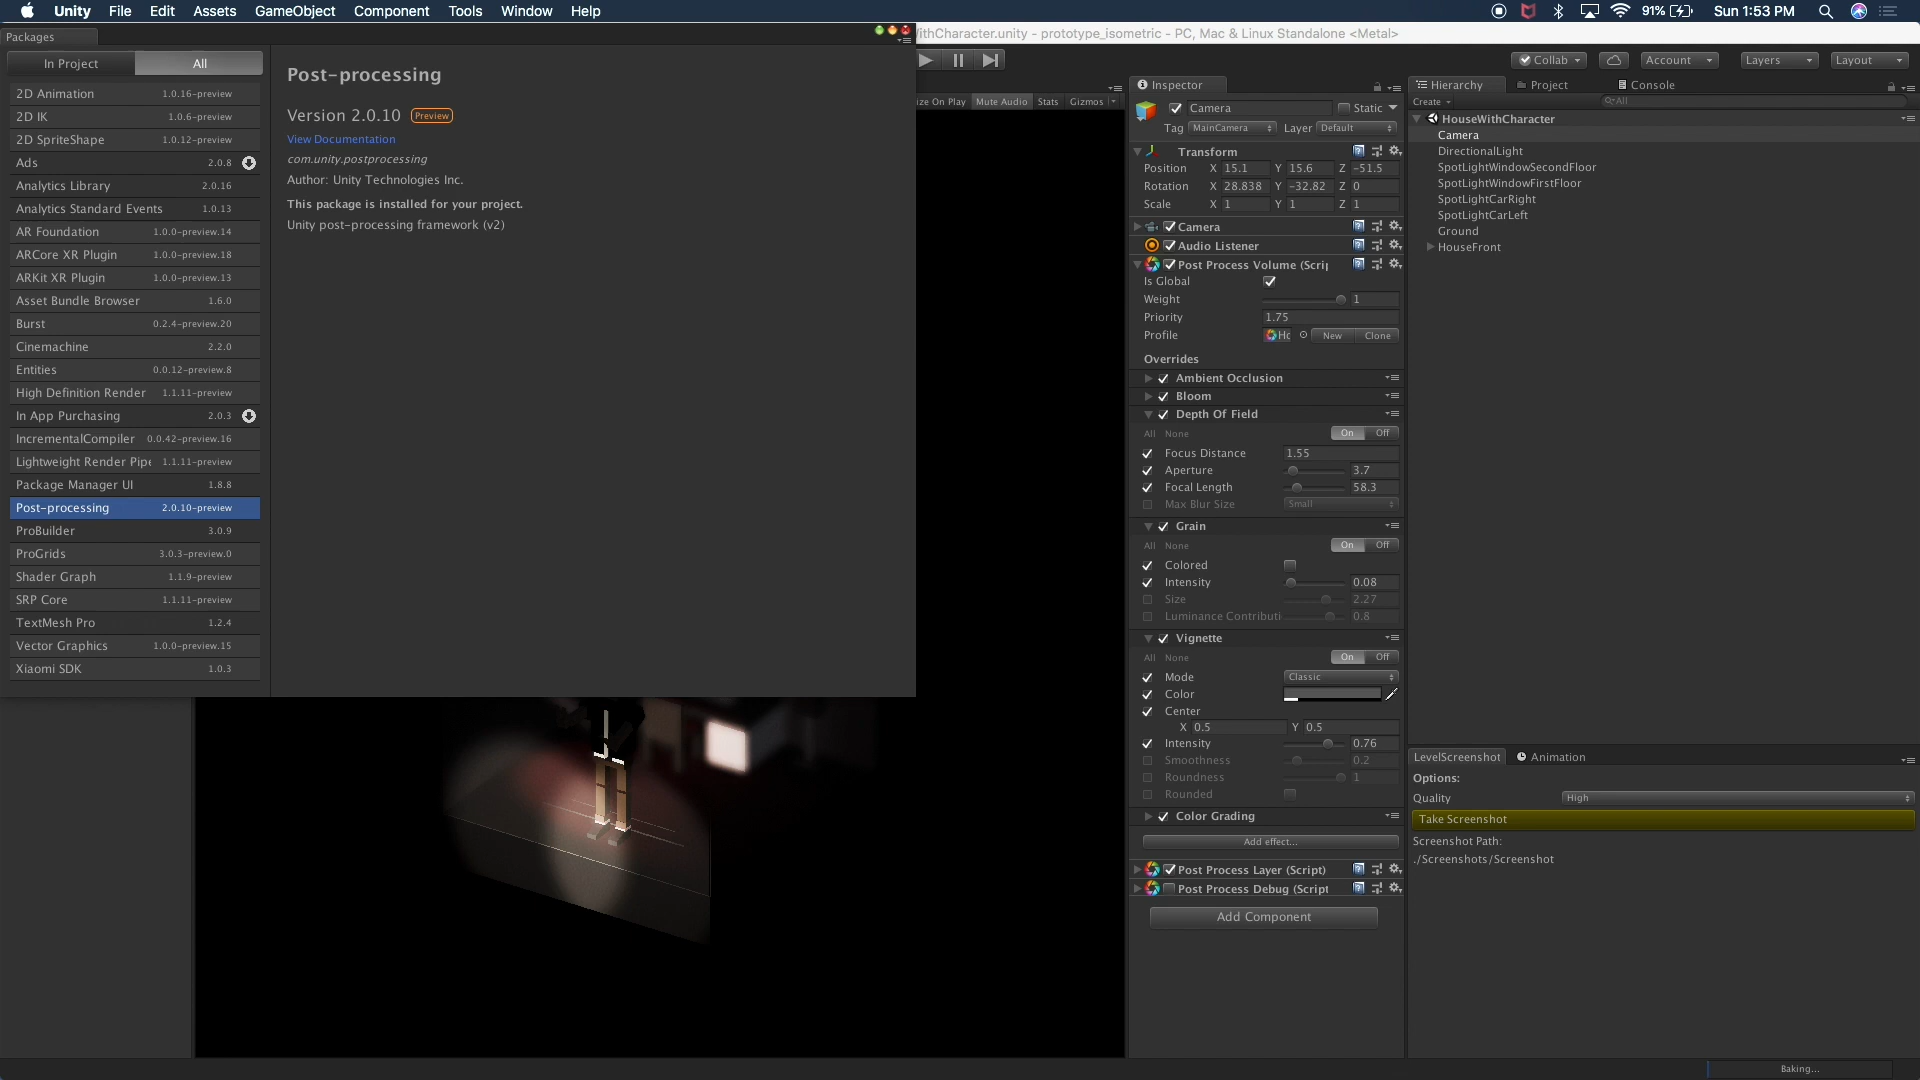 Unity File Edit Assets GameObject Component Tools Window Help
91% Sun 1:53 PM
Packages
ithCharacter.unity - prototype_isometric - PC, Mac & Linux Standalone <Metal>
In Project All
Collab Account Layers Layout
2D Animation 1.0.16-preview
2D IK 1.0.6-preview
2D SpriteShape 1.0.12-preview
Ads 2.0.8
Analytics Library 2.0.16
Analytics Standard Events 1.0.13
AR Foundation 1.0.0-preview.14
ARCore XR Plugin 1.0.0-preview.18
ARKit XR Plugin 1.0.0-preview.13
Asset Bundle Browser 1.6.0
Burst 0.2.4-preview.20
Cinemachine 2.2.0
Entities 0.0.12-preview.8
High Definition Render 1.1.11-preview
In App Purchasing 2.0.3
IncrementalCompiler 0.0.42-preview.16
Lightweight Render Pipe 1.1.11-preview
Package Manager UI 1.8.8
Post-processing 2.0.10-preview
ProBuilder 3.0.9
ProGrids 3.0.3-preview.0
Shader Graph 1.1.9-preview
SRP Core 1.1.11-preview
TextMesh Pro 1.2.4
Vector Graphics 1.0.0-preview.15
Xiaomi SDK 1.0.3
Post-processing
Version 2.0.10 Preview
View Documentation
com.unity.postprocessing
Author: Unity Technologies Inc.
This package is installed for your project.
Unity post-processing framework (v2)
ize On Play Mute Audio Stats Gizmos
Inspector
Camera Static
Tag MainCamera Layer Default
Transform
Position X 15.1 Y 15.6 Z -51.5
Rotation X 28.838 Y -32.82 Z 0
Scale X 1 Y 1 Z 1
Camera
Audio Listener
Post Process Volume (Scrip
Is Global
Weight 1
Priority 1.75
Profile Ho New Clone
Overrides
Ambient Occlusion
Bloom
Depth Of Field
All None On Off
Focus Distance 1.55
Aperture 3.7
Focal Length 58.3
Max Blur Size Small
Grain
All None On Off
Colored
Intensity 0.08
Size 2.27
Luminance Contributi 0.8
Vignette
All None On Off
Mode Classic
Color
Center
X 0.5 Y 0.5
Intensity 0.76
Smoothness 0.2
Roundness 1
Rounded
Color Grading
Add effect...
Post Process Layer (Script)
Post Process Debug (Script
Add Component
Hierarchy Project Console
Create All
HouseWithCharacter
Camera
DirectionalLight
SpotLightWindowSecondFloor
SpotLightWindowFirstFloor
SpotLightCarRight
SpotLightCarLeft
Ground
HouseFront
LevelScreenshot Animation
Options:
Quality High
Take Screenshot
Screenshot Path:
./Screenshots/Screenshot
Baking...